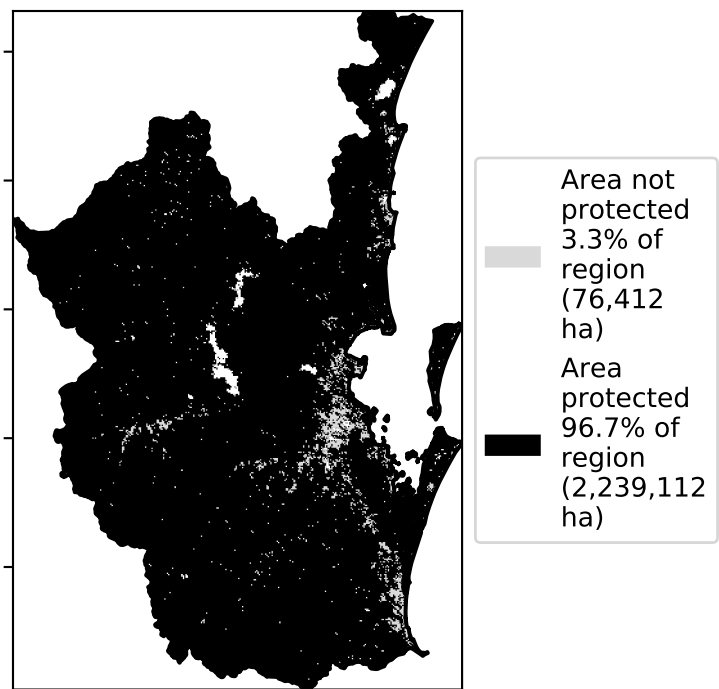 Area not
protected
3.3% of
region
(76,412
ha)
Area
protected
96.7% of
region
(2,239,112
ha)